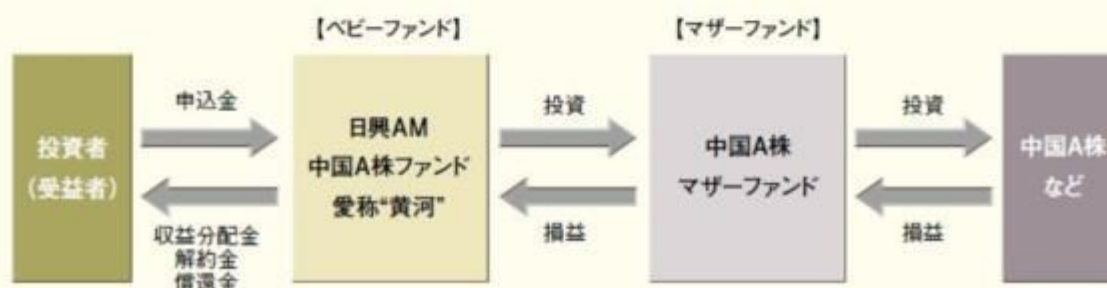 【ベビーファンド】
【マザーファンド】
投資者
(受益者)
申込金
収益分配金
解約金
償還金
日興AM
中国A株ファンド
愛称“黄河”
投資
損益
中国A株
マザーファンド
投資
損益
中国A株
など